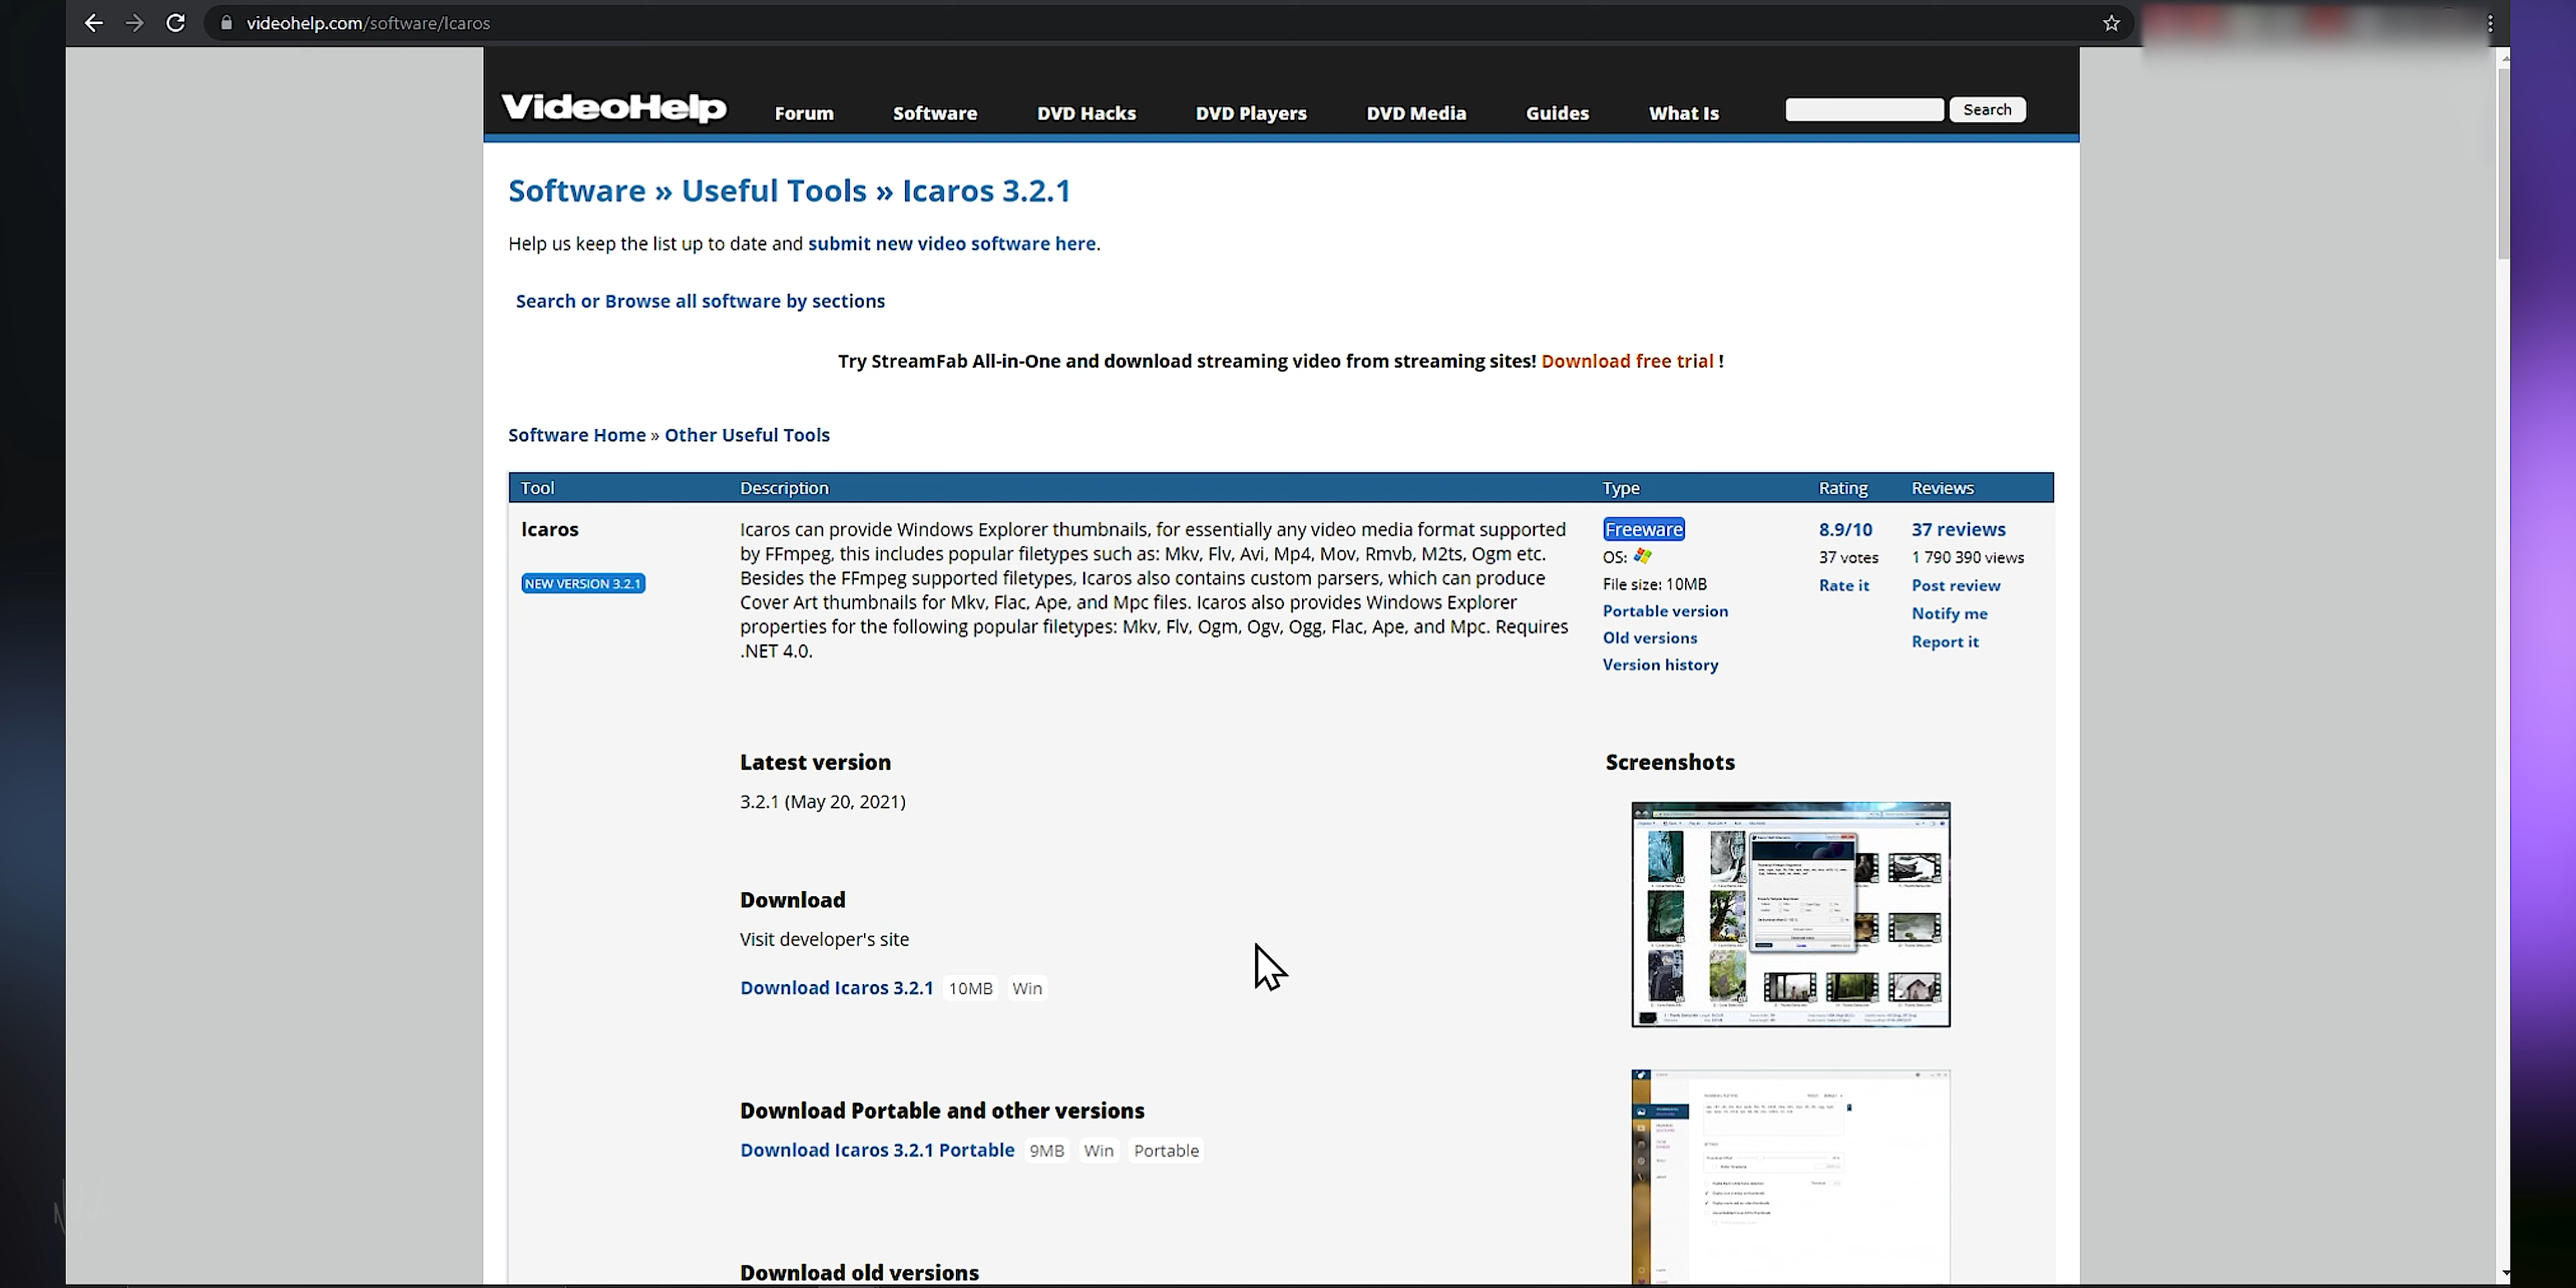 videohelp.com/software/Icaros
VideoHelp
Forum
Software
DVD Hacks
DVD Players
DVD Media
Guides
What Is
Search
Software » Useful Tools » Icaros 3.2.1
Help us keep the list up to date and submit new video software here.
Search or Browse all software by sections
Try StreamFab All-in-One and download streaming video from streaming sites! Download free trial !
Software Home » Other Useful Tools
Tool
Description
Type
Rating
Reviews
Icaros
NEW VERSION 3.2.1
Icaros can provide Windows Explorer thumbnails, for essentially any video media format supported
by FFmpeg, this includes popular filetypes such as: Mkv, Flv, Avi, Mp4, Mov, Rmvb, M2ts, Ogm etc.
Besides the FFmpeg supported filetypes, Icaros also contains custom parsers, which can produce
Cover Art thumbnails for Mkv, Flac, Ape, and Mpc files. Icaros also provides Windows Explorer
properties for the following popular filetypes: Mkv, Flv, Ogm, Ogv, Ogg, Flac, Ape, and Mpc. Requires
.NET 4.0.
Freeware
OS:
File size: 10MB
Portable version
Old versions
Version history
8.9/10
37 votes
Rate it
37 reviews
1 790 390 views
Post review
Notify me
Report it
Latest version
3.2.1 (May 20, 2021)
Download
Visit developer's site
Download Icaros 3.2.1 10MB Win
Download Portable and other versions
Download Icaros 3.2.1 Portable 9MB Win Portable
Download old versions
Screenshots